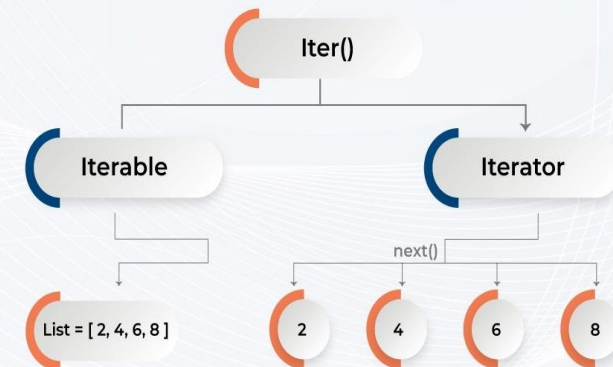 Iter()
Iterable
Iterator
next()
List = [ 2, 4, 6, 8 ]
2
4
6
8